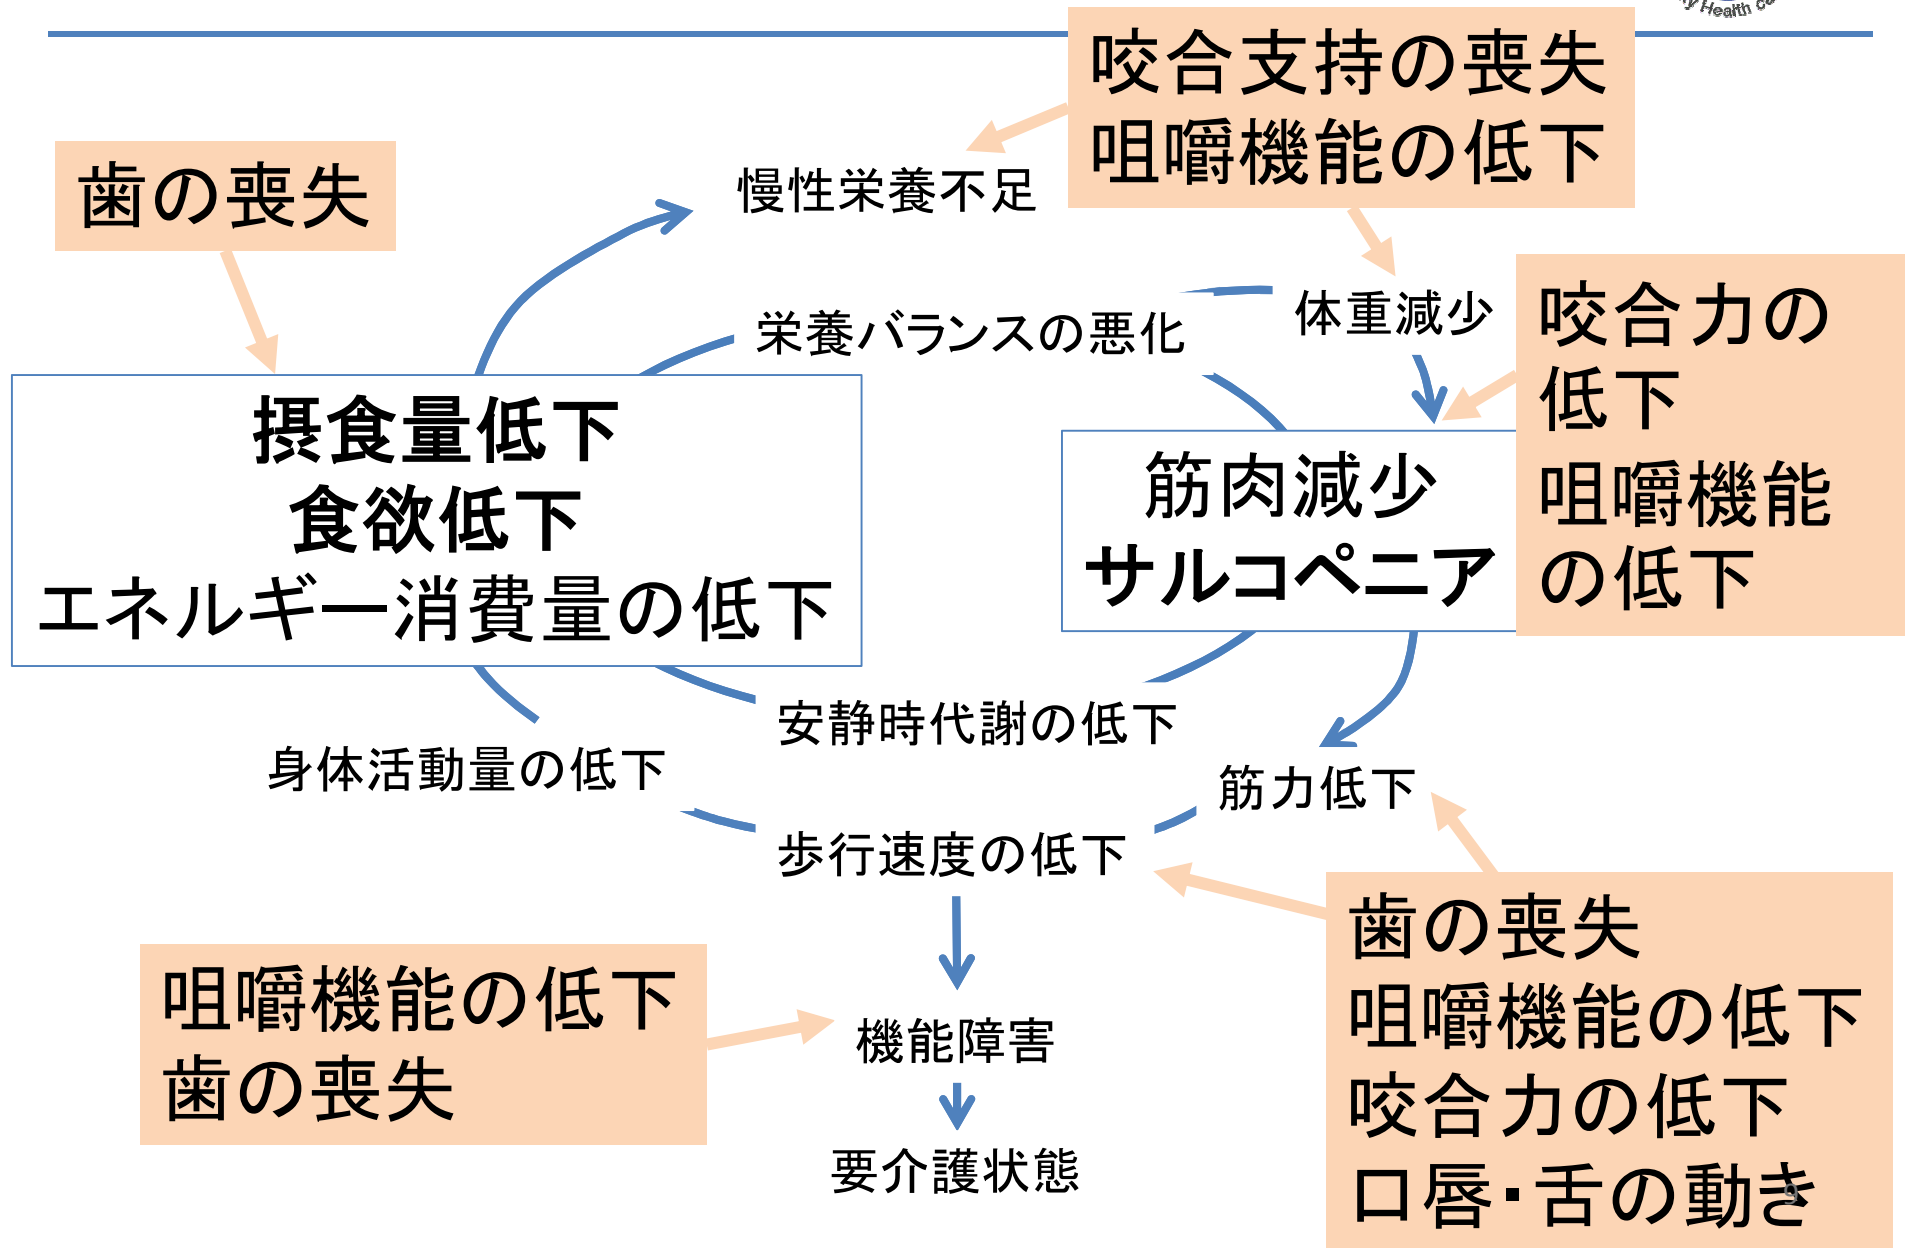 Health ca
咬合支持の喪失
咀嚼機能の低下
歯の喪失
慢性栄養不足
栄養バランスの悪化
体重減少
咬合力の
低下
咀嚼機能
の低下
摂食量低下
食欲低下
エネルギー消費量の低下
筋肉減少
サルコペニア
安静時代謝の低下
身体活動量の低下
筋力低下
歩行速度の低下
歯の喪失
咀嚼機能の低下
咬合力の低下
口唇・舌の動き
咀嚼機能の低下
歯の喪失
機能障害
要介護状態
9